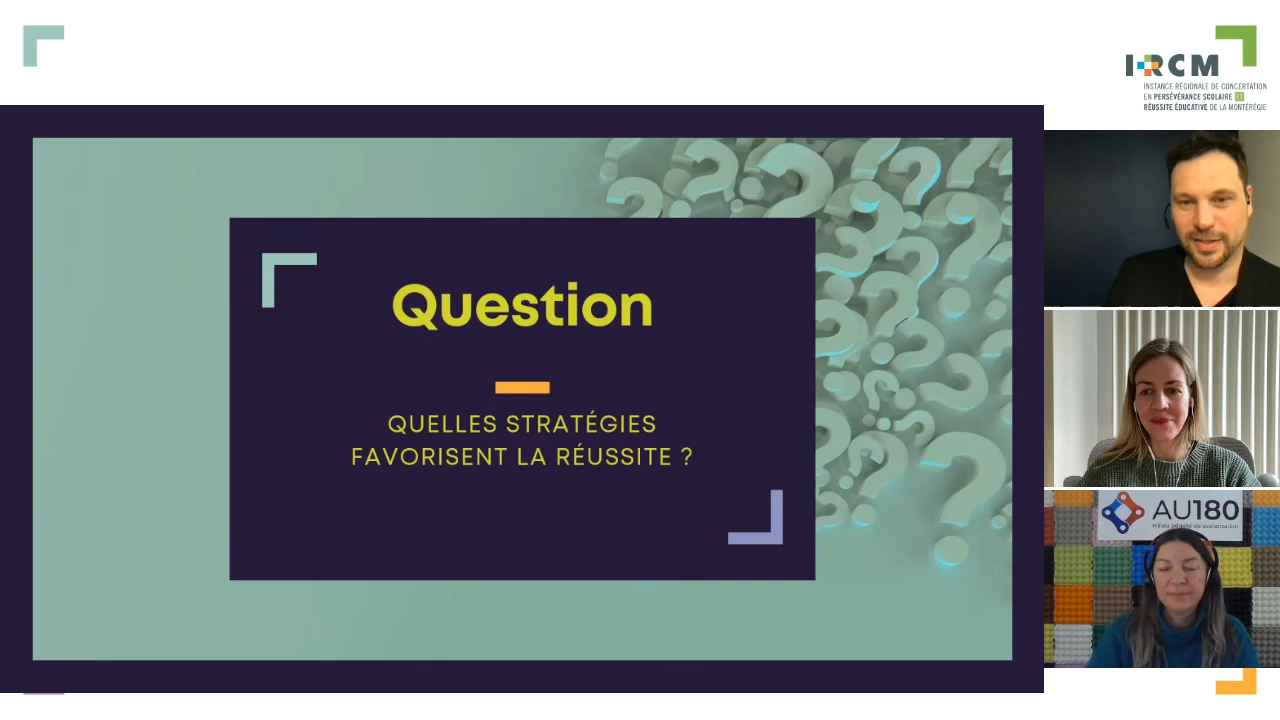 I RCM
INSTANCE RÉGIONALE DE CONCERTATION
EN PERSÉVÉRANCE SCOLAIRE ET
RÉUSSITE ÉDUCATIVE DE LA MONTÉRÉGIE
Question
QUELLES STRATÉGIES
FAVORISENT LA RÉUSSITE ?
AU180
Milieu adapté de scolarisation